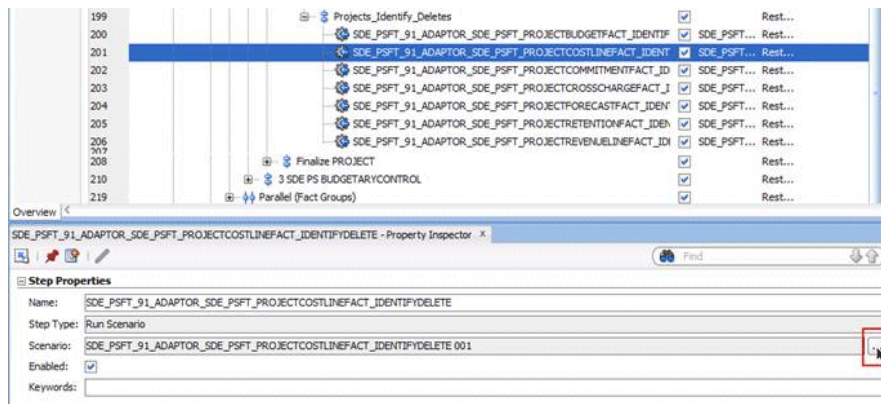 199 Projects_Identify_Deletes Rest...
200 SDE_PSFT_91_ADAPTOR_SDE_PSFT_PROJECTBUDGETFACT_IDENTIF SDE_PSFT... Rest...
201 SDE_PSFT_91_ADAPTOR_SDE_PSFT_PROJECTCOSTLINEFACT_IDENT SDE_PSFT... Rest...
202 SDE_PSFT_91_ADAPTOR_SDE_PSFT_PROJECTCOMMITMENTFACT_ID SDE_PSFT... Rest...
203 SDE_PSFT_91_ADAPTOR_SDE_PSFT_PROJECTCROSSCHARGEFACT_I SDE_PSFT... Rest...
204 SDE_PSFT_91_ADAPTOR_SDE_PSFT_PROJECTFORECASTFACT_IDEN SDE_PSFT... Rest...
205 SDE_PSFT_91_ADAPTOR_SDE_PSFT_PROJECTRETENTIONFACT_IDEN SDE_PSFT... Rest...
206 SDE_PSFT_91_ADAPTOR_SDE_PSFT_PROJECTREVENUELINEFACT_IDI SDE_PSFT... Rest...
207
208 Finalize PROJECT Rest...
210 3 SDE PS BUDGETARYCONTROL Rest...
219 Parallel (Fact Groups) Rest...
Overview
SDE_PSFT_91_ADAPTOR_SDE_PSFT_PROJECTCOSTLINEFACT_IDENTIFYDELETE - Property Inspector
Find
Step Properties
Name: SDE_PSFT_91_ADAPTOR_SDE_PSFT_PROJECTCOSTLINEFACT_IDENTIFYDELETE
Step Type: Run Scenario
Scenario: SDE_PSFT_91_ADAPTOR_SDE_PSFT_PROJECTCOSTLINEFACT_IDENTIFYDELETE 001
Enabled:
Keywords: